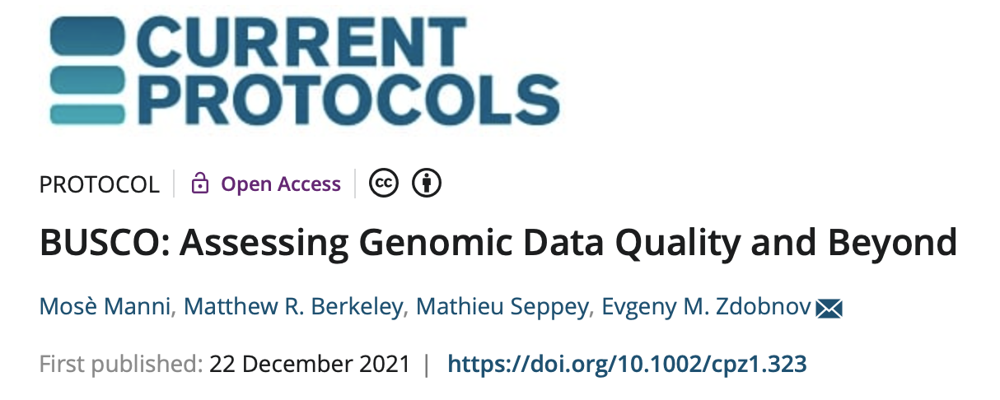 CURRENT
PROTOCOLS
PROTOCOL | Open Access | cc
BUSCO: Assessing Genomic Data Quality and Beyond
Mosè Manni, Matthew R. Berkeley, Mathieu Seppey, Evgeny M. Zdobnov
First published: 22 December 2021 | https://doi.org/10.1002/cpz1.323